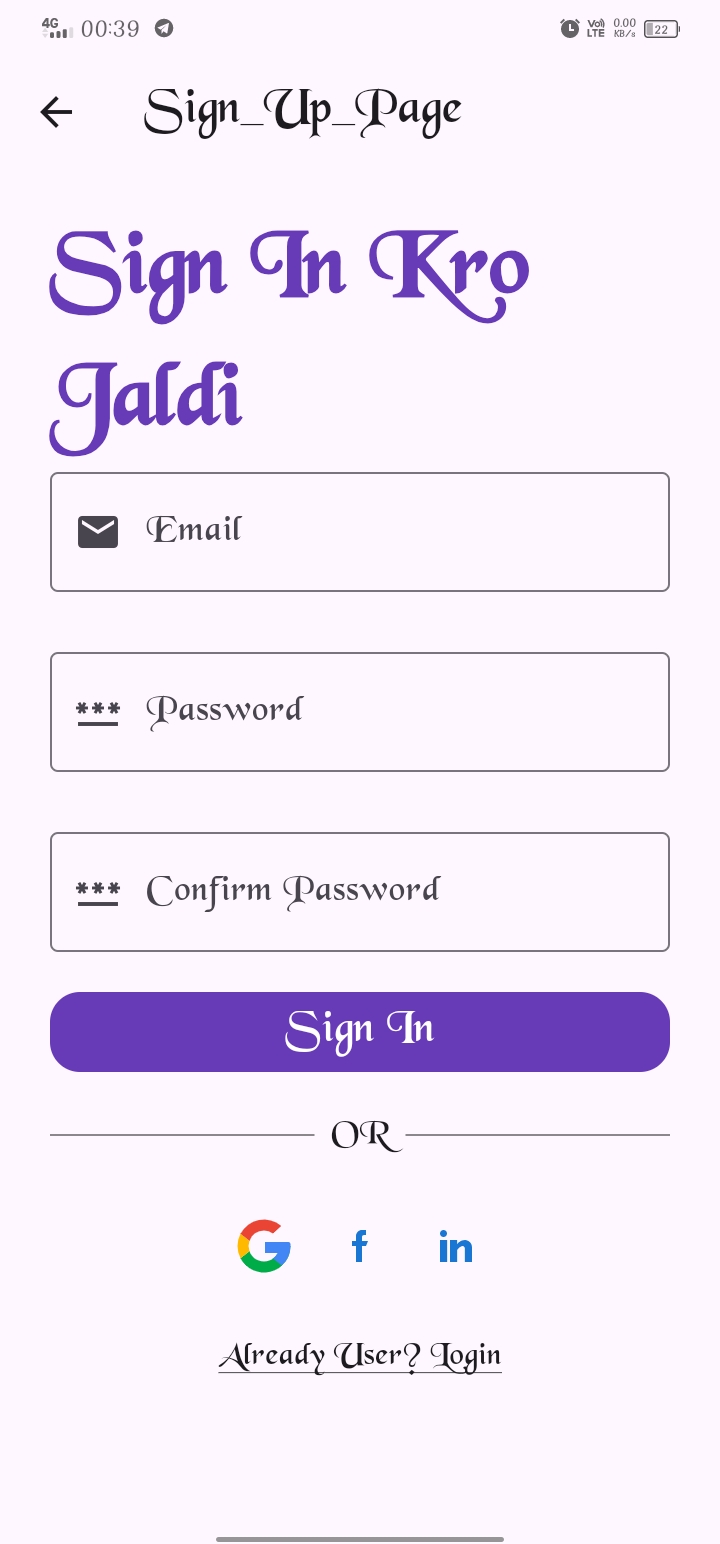 4G 00:39 Vo)) LTE 0.00 KB/s 22
Sign_Up_Page
Sign In Kro
Jaldi
Email
*** Password
*** Confirm Password
Sign In
OR
G f in
Already User? Login